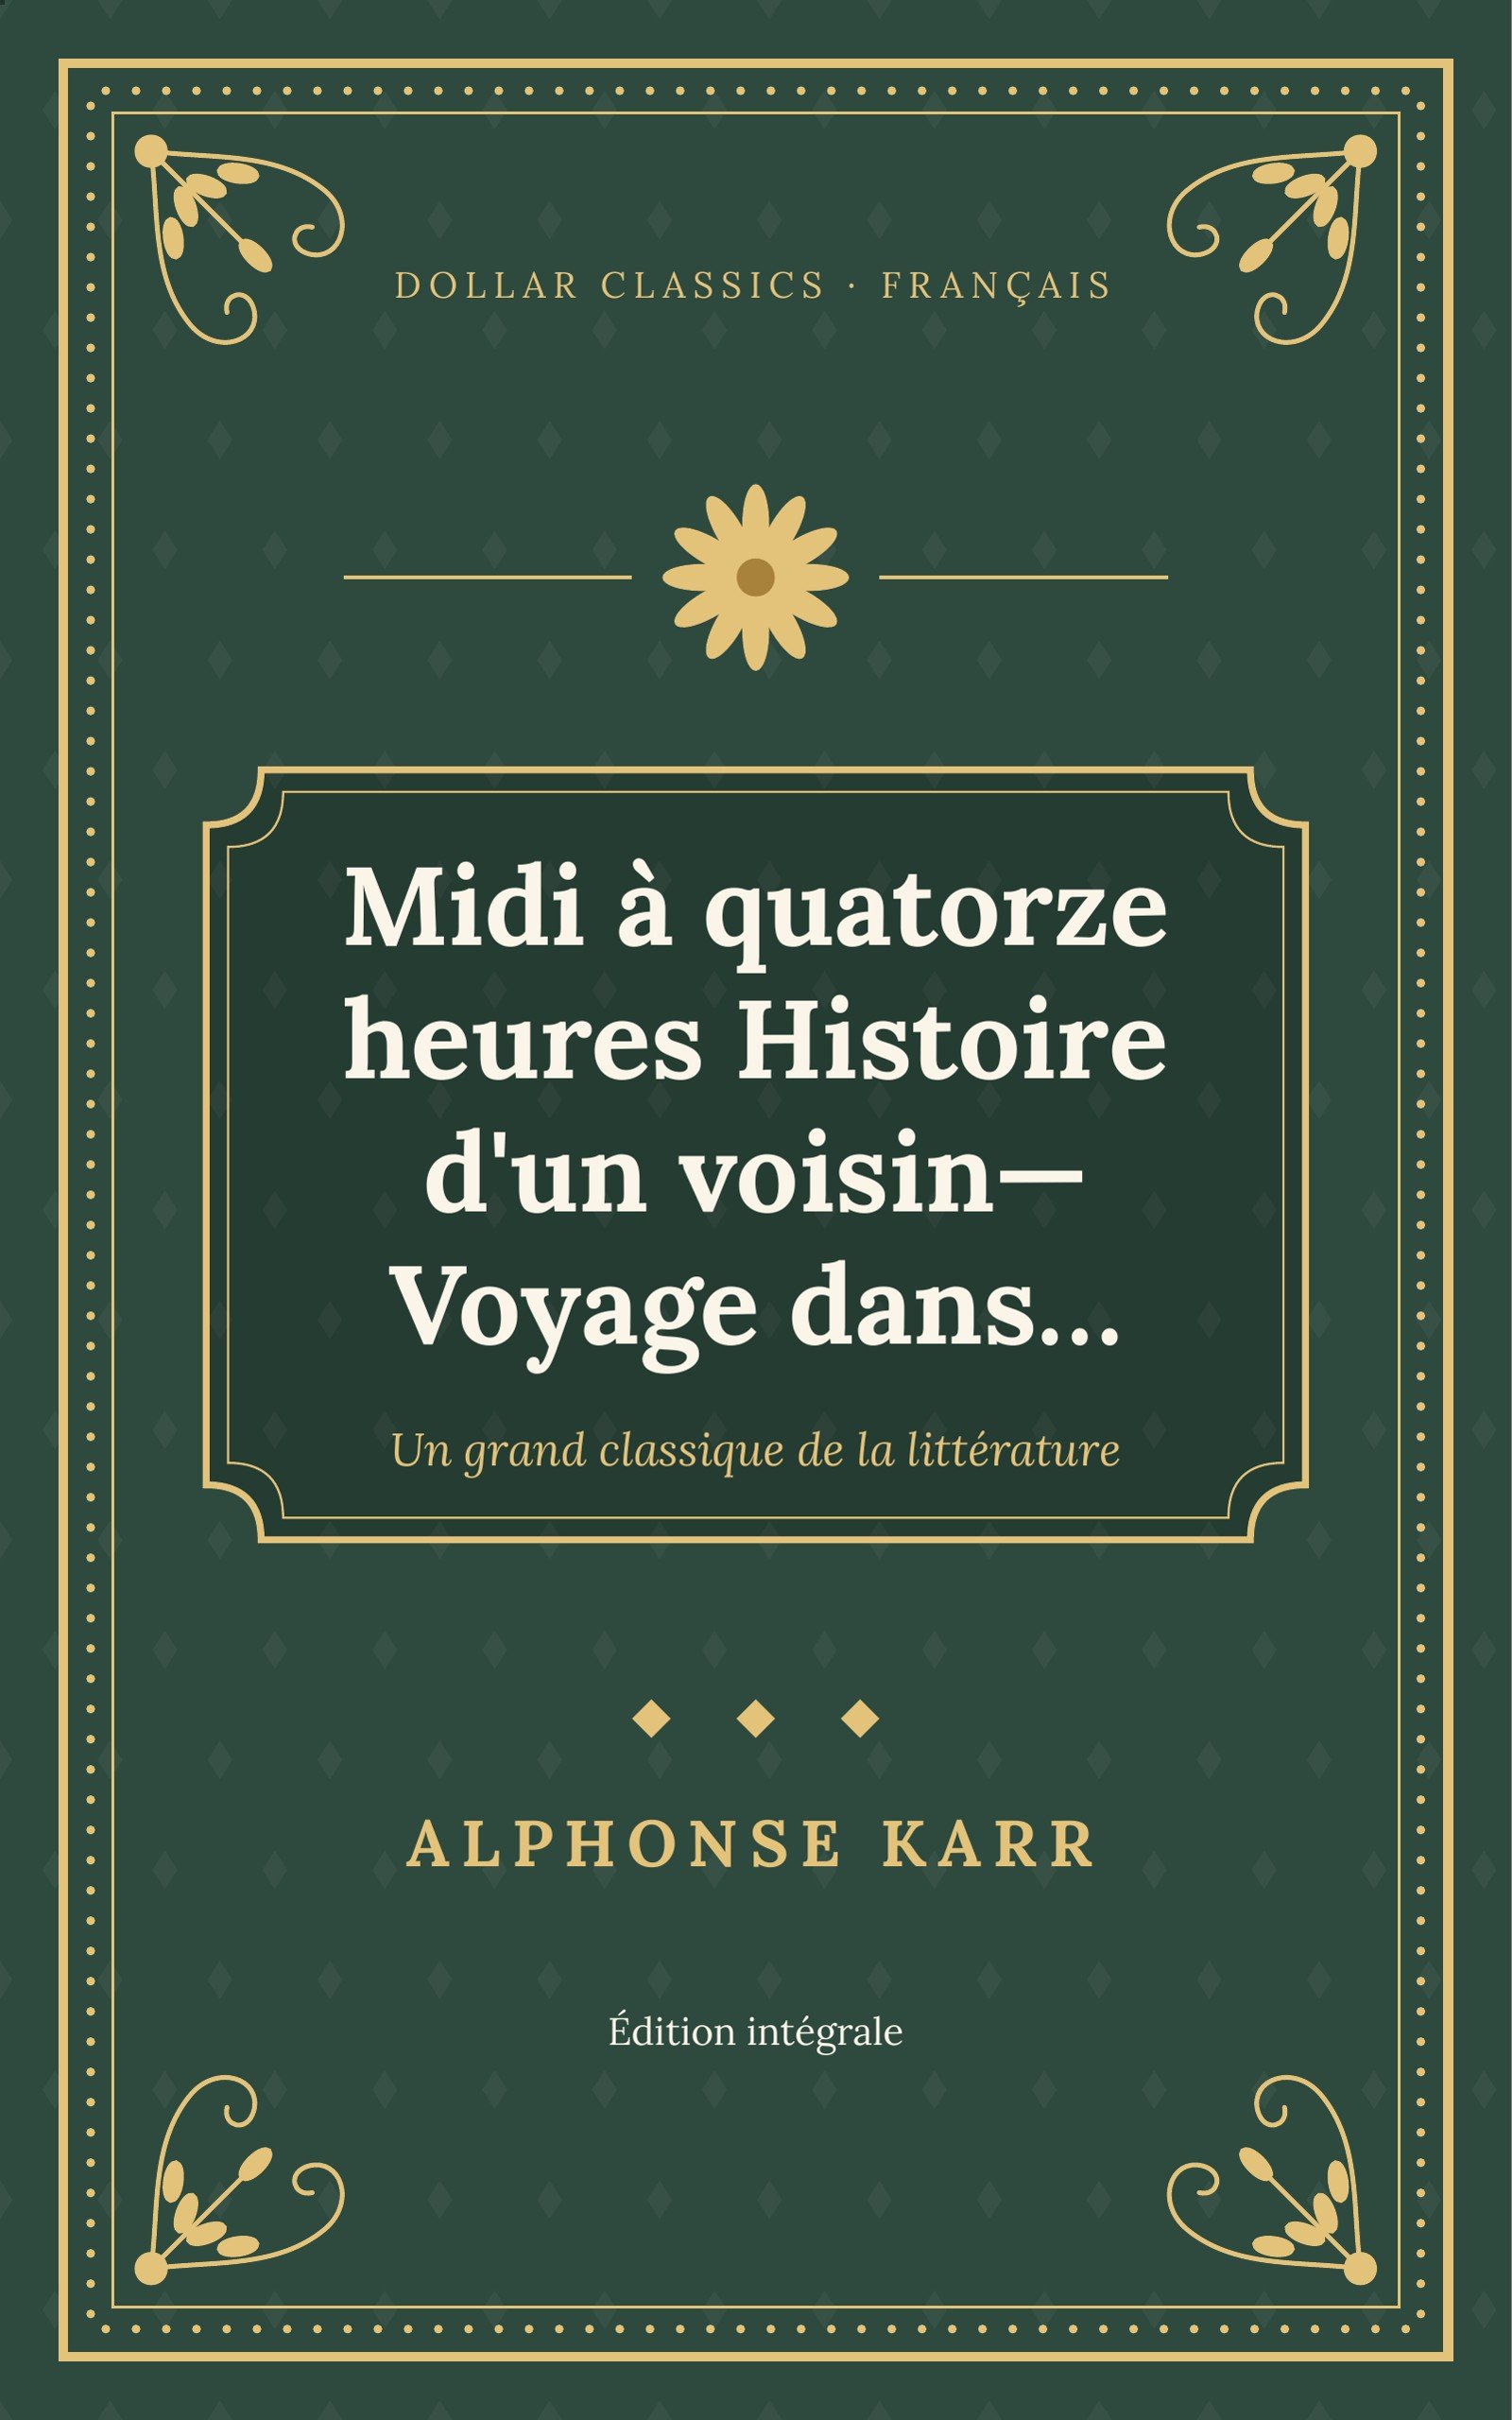 DOLLAR CLASSICS · FRANÇAIS
Midi à quatorze
heures Histoire
d'un voisin—
Voyage dans...
Un grand classique de la littérature
ALPHONSE KARR
Édition intégrale